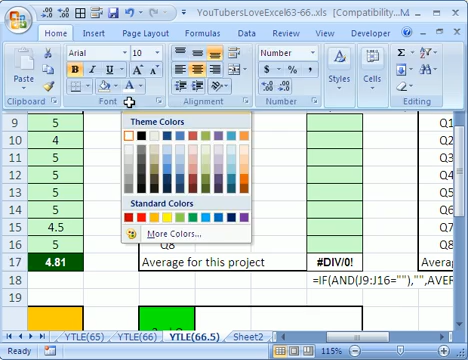 YouTubersLoveExcel63-66..xls [Compatibility... M
Home Insert Page Layout Formulas Data Review View
Paste
Arial 10
B I U A A A
$ % ,
Styles Cells
Clipboard Font Alignment Number Editing
Theme Colors
Standard Colors
More Colors...
9 5 Q1
10 4 Q2
11 5 Q3
12 5 Q4
13 5 Q5
14 5 Q6
15 4.5 Q7
16 5 Q8 Q8
17 4.81 Average for this project #DIV/0! Average
18 =IF(AND(J9:J16=""),"",AVER
19
YTLE(65) YTLE(66) YTLE(66.5) Sheet2
Ready 115%